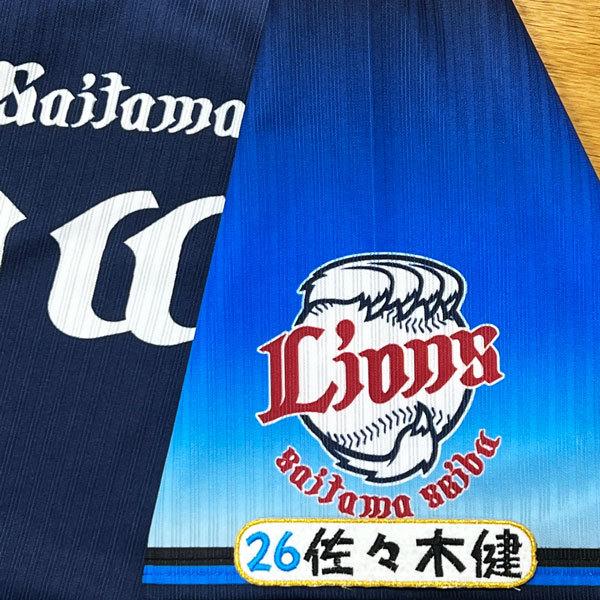 Saitama
Lions
saitama seibu
26佐々木健